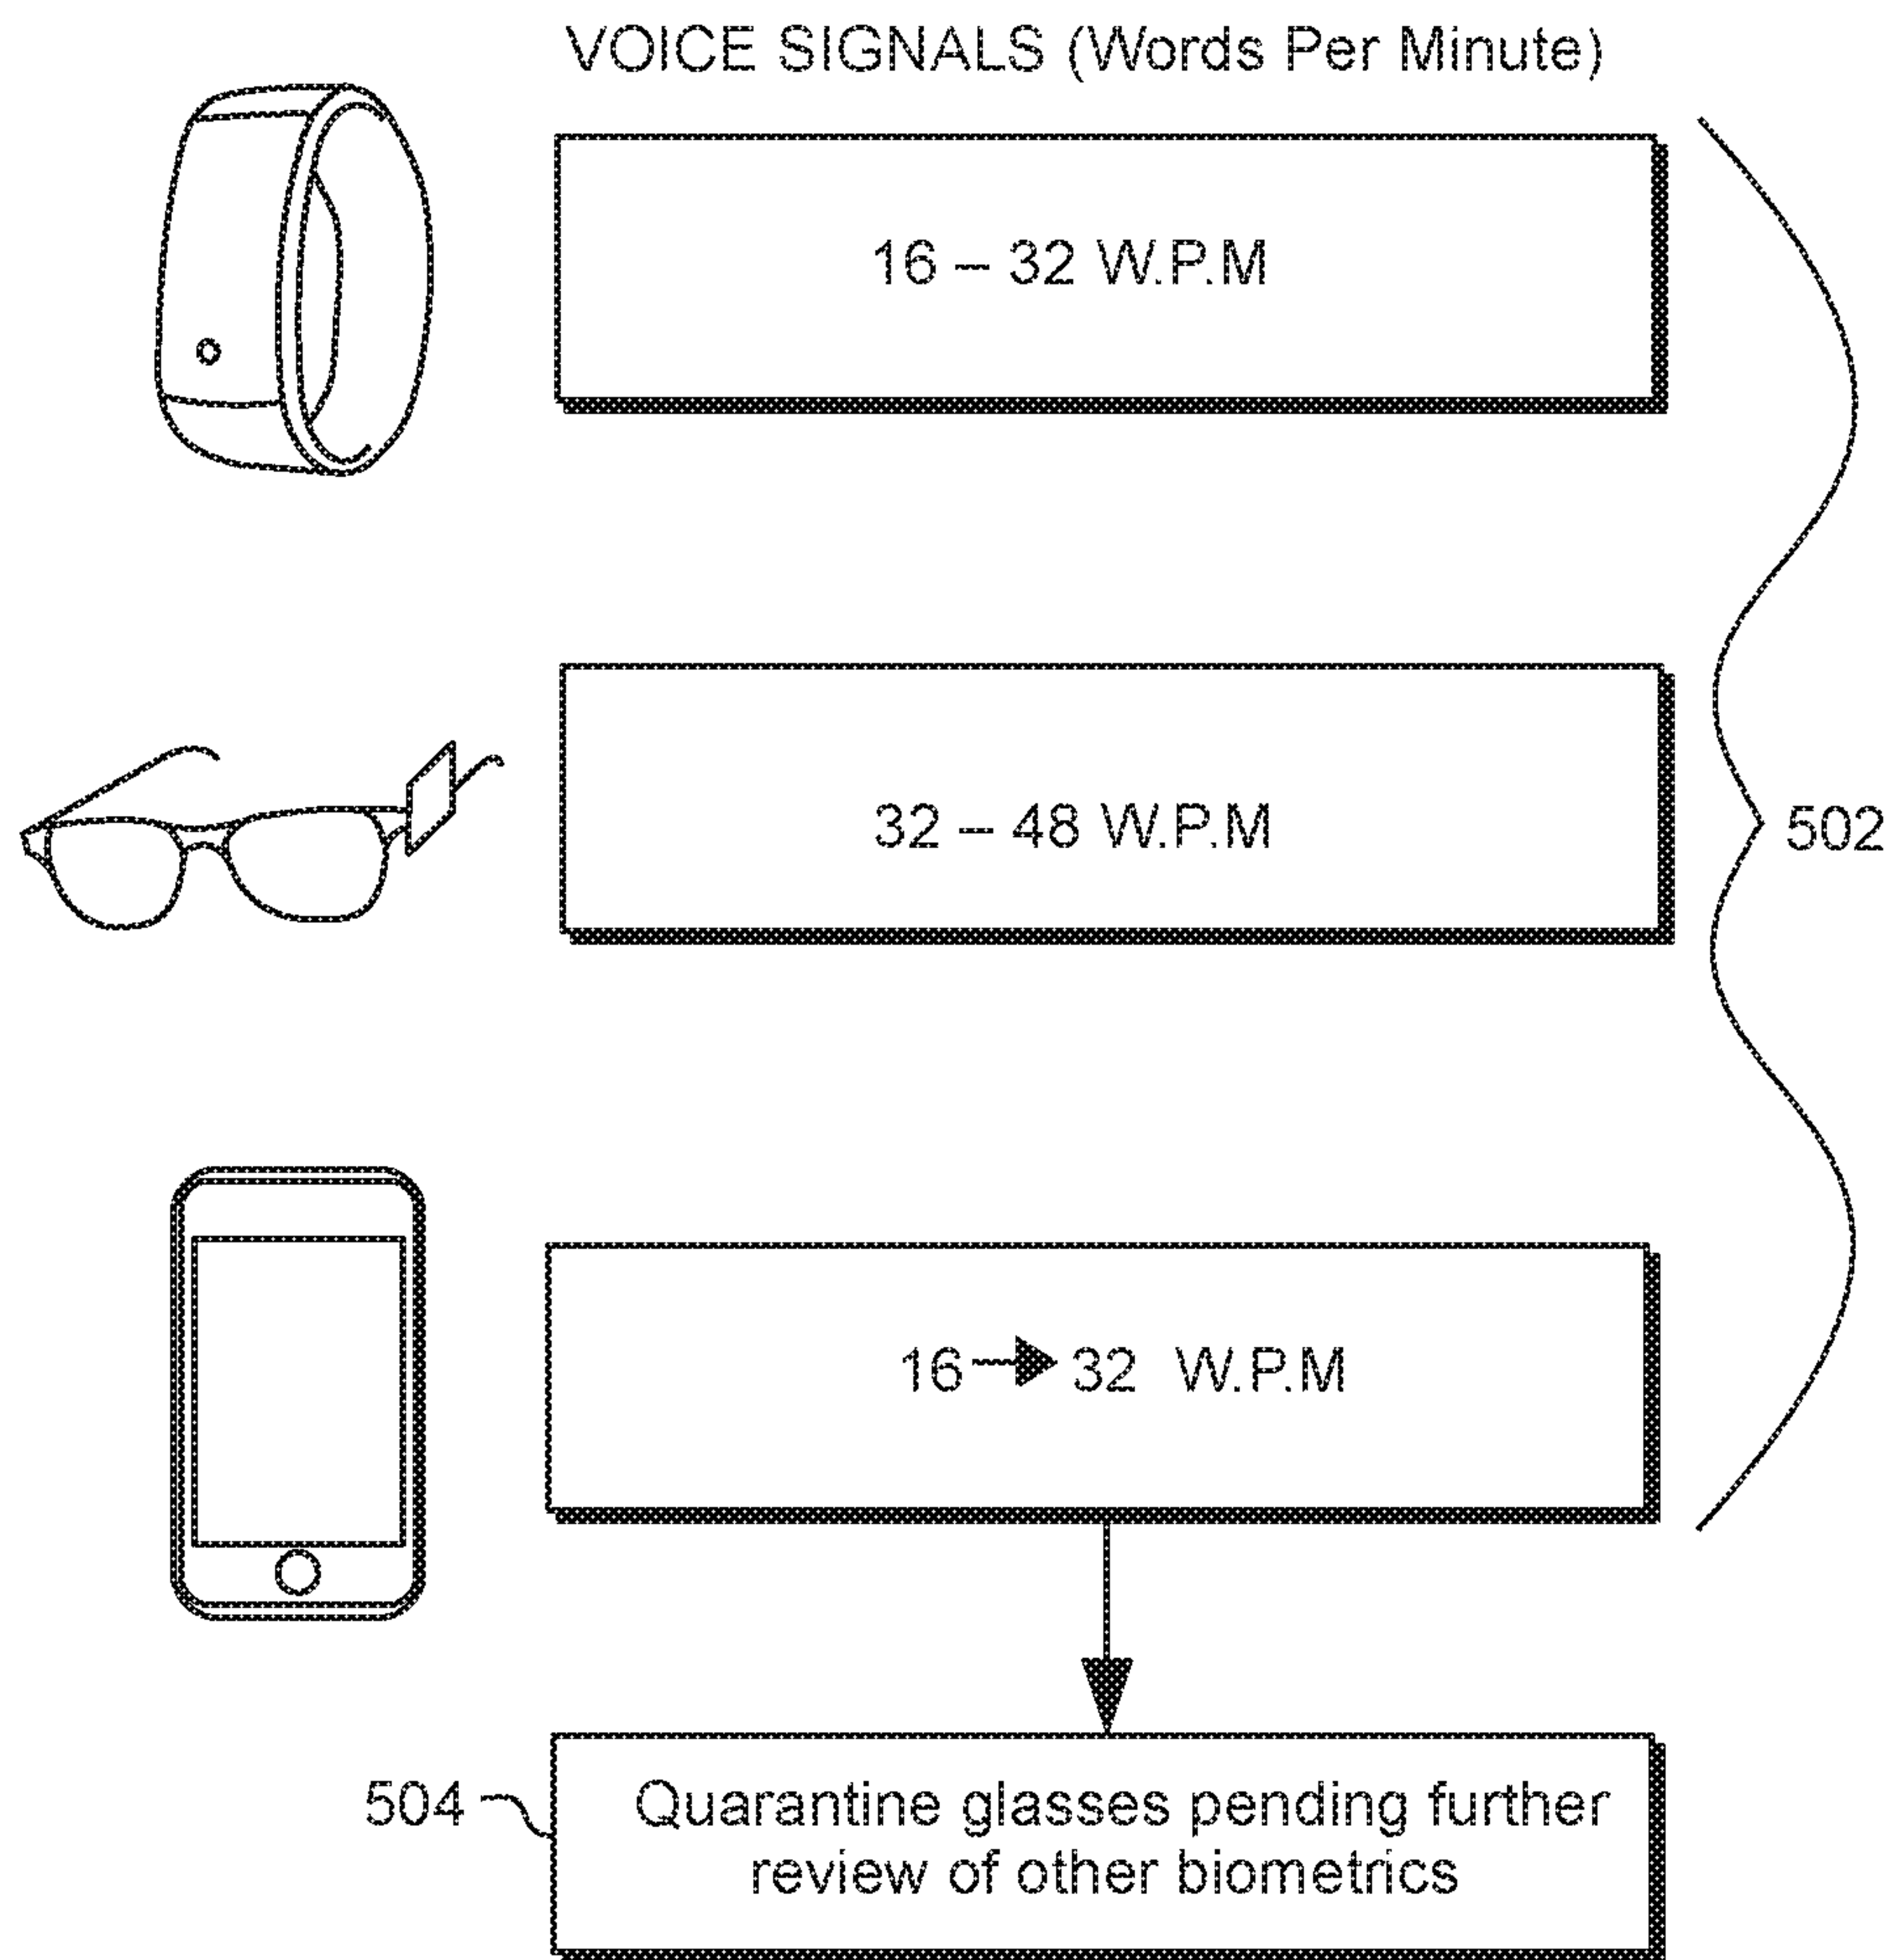 VOICE SIGNALS (Words Per Minute)
16 – 32 W.P.M
32 – 48 W.P.M
502
16 → 32 W.P.M
504
Quarantine glasses pending further
review of other biometrics